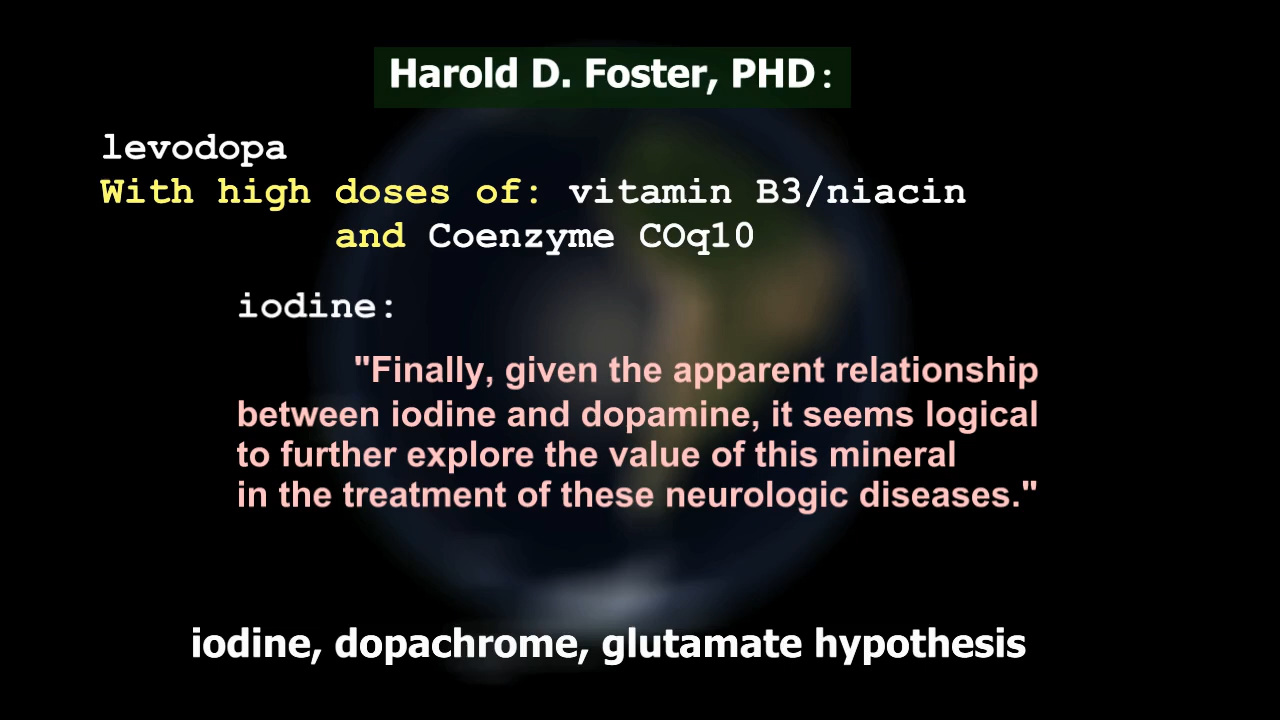 Harold D. Foster, PHD:
levodopa
With high doses of: vitamin B3/niacin
and Coenzyme COq10
iodine:
"Finally, given the apparent relationship
between iodine and dopamine, it seems logical
to further explore the value of this mineral
in the treatment of these neurologic diseases."
iodine, dopachrome, glutamate hypothesis